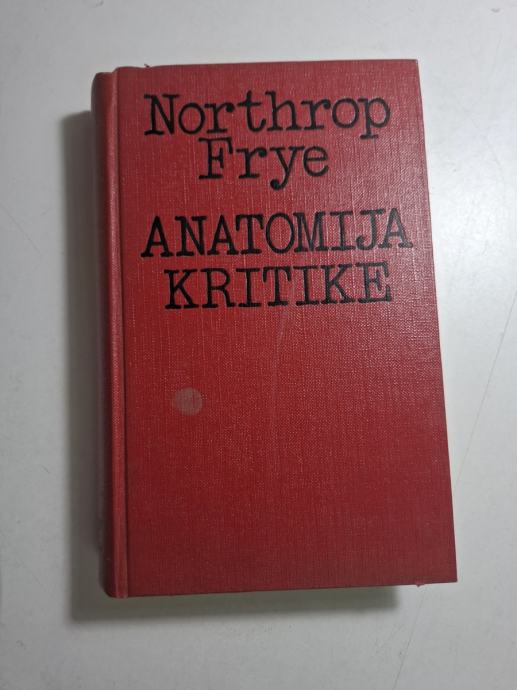 Northrop
Frye
ANATOMIJA
KRITIKE